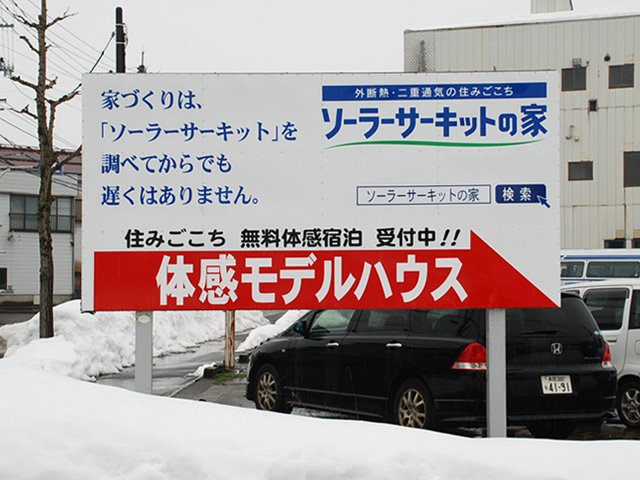 家づくりは、
「ソーラーサーキット」を
調べてからでも
遅くはありません。
外断熱・二重通気の住みごこち
ソーラーサーキットの家
ソーラーサーキットの家 検索
住みごこち 無料体感宿泊 受付中!!
体感モデルハウス
41-91